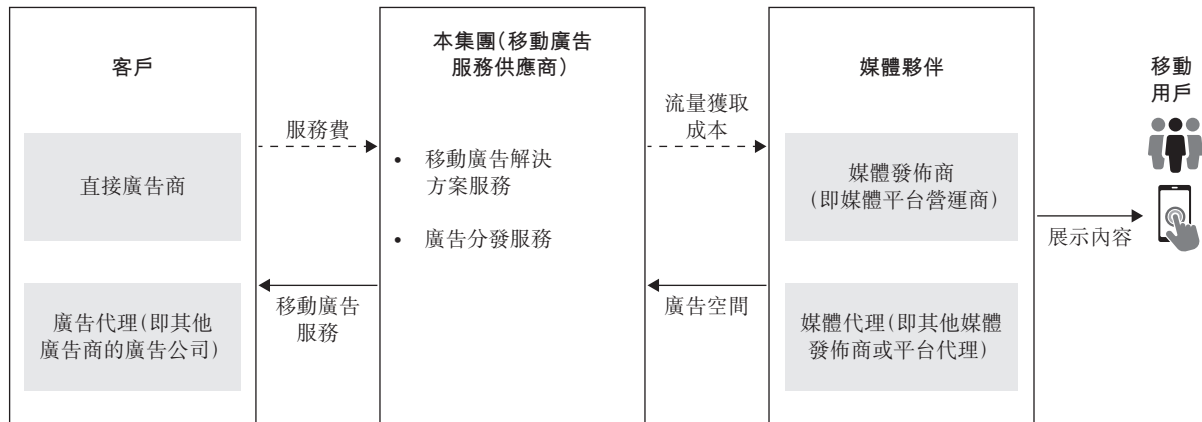 客戶
直接廣告商
廣告代理(即其他
廣告商的廣告公司)
服務費
移動廣告
服務
本集團(移動廣告
服務供應商)
• 移動廣告解決
方案服務
• 廣告分發服務
流量獲取
成本
廣告空間
媒體夥伴
媒體發佈商
(即媒體平台營運商)
媒體代理(即其他媒體
發佈商或平台代理)
展示內容
移動
用戶